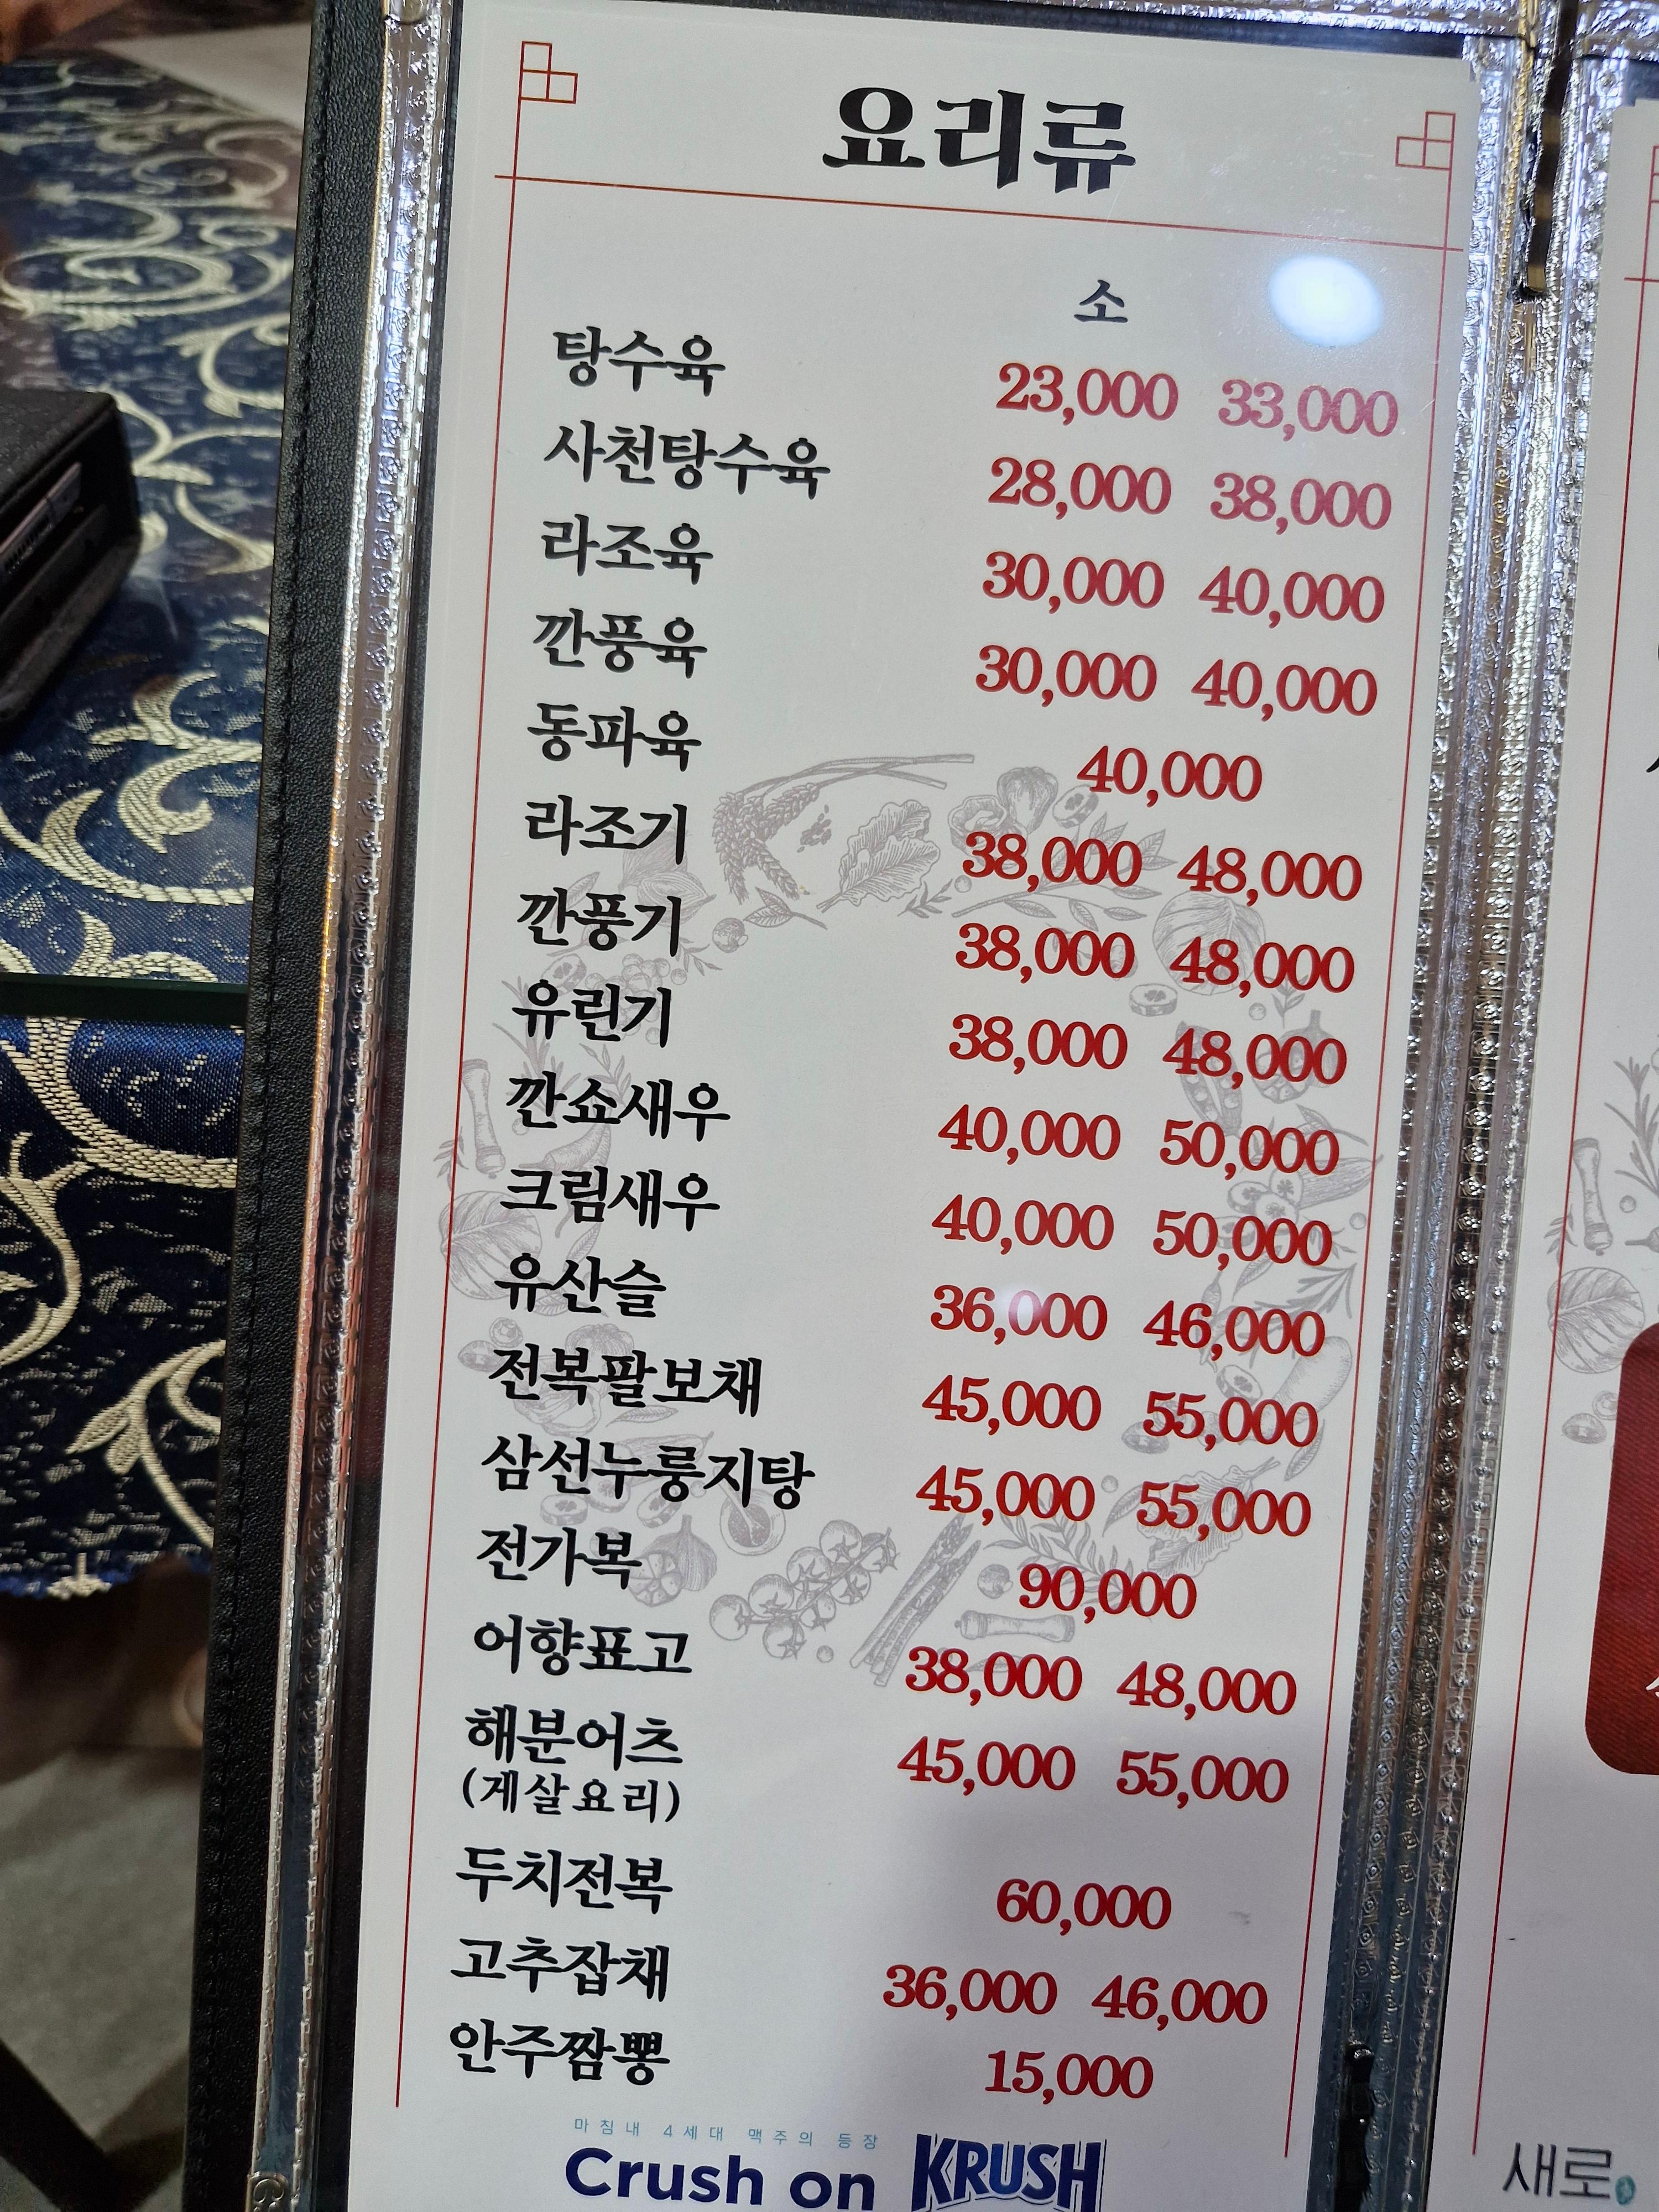 요리류
소
탕수육 23,000 33,000
사천탕수육 28,000 38,000
라조육 30,000 40,000
깐풍육 30,000 40,000
동파육 40,000
라조기 38,000 48,000
깐풍기 38,000 48,000
유린기 38,000 48,000
깐쇼새우 40,000 50,000
크림새우 40,000 50,000
유산슬 36,000 46,000
전복팔보채 45,000 55,000
삼선누룽지탕 45,000 55,000
전가복 90,000
어향표고 38,000 48,000
해분어츠 45,000 55,000
(게살요리)
두치전복 60,000
고추잡채 36,000 46,000
안주짬뽕 15,000
마침내 4세대 맥주의 등장
Crush on KRUSH
새로